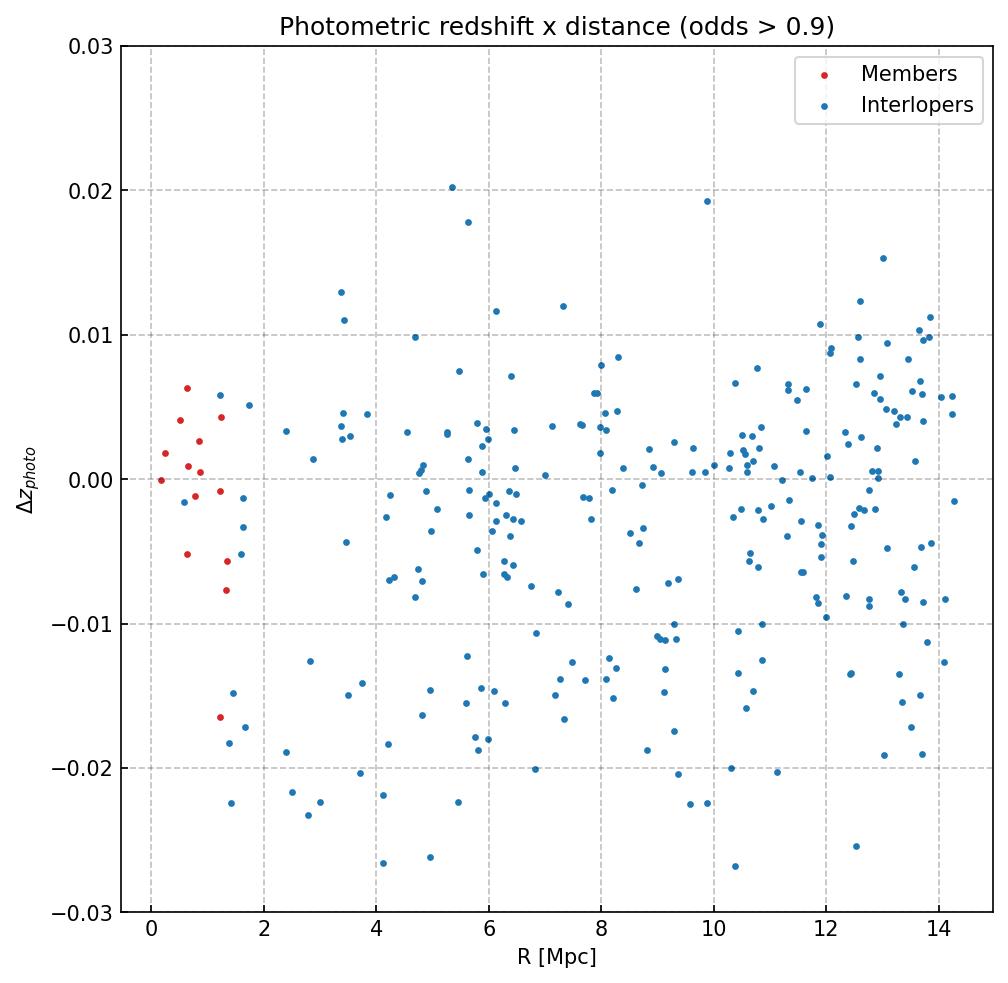 Photometric redshift x distance (odds > 0.9)
Members
Interlopers
0.03
0.02
0.01
0.00
−0.01
−0.02
−0.03
Δz_photo
0 2 4 6 8 10 12 14
R [Mpc]